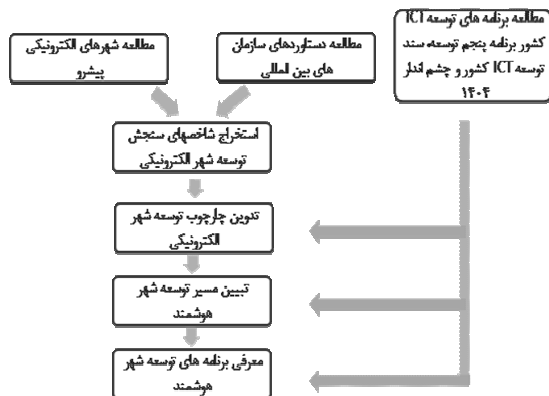 مطالعه برنامه های توسعه ICT
کشور برنامه پنجم توسعه، سند
توسعه ICT کشور و چشم انداز
۱۴۰۴
مطالعه دستاوردهای سازمان
های بین المللی
مطالعه شهرهای الکترونیکی
پیشرو
استخراج شاخصهای سنجش
توسعه شهر الکترونیکی
تدوین چارچوب توسعه شهر
الکترونیکی
تبیین مسیر توسعه شهر
هوشمند
معرفی برنامه های توسعه شهر
هوشمند